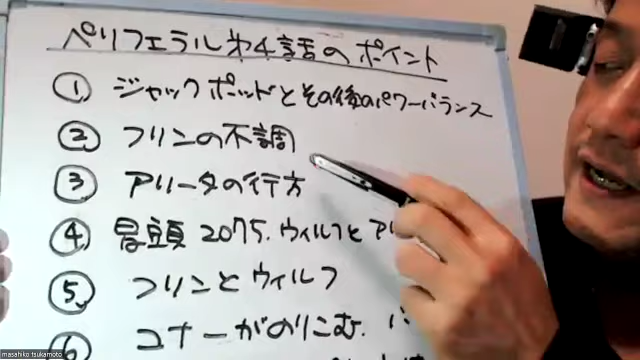 ペリフェラル第4話のポイント
① ジャックポッドとその後のパワーバランス
② フリンの不調
③ アリータの行方
④ 冒頭 2075. ウィルフとア
⑤ フリンとウィルフ
⑥ コナーがのりこむ.
masahiko tsukamoto